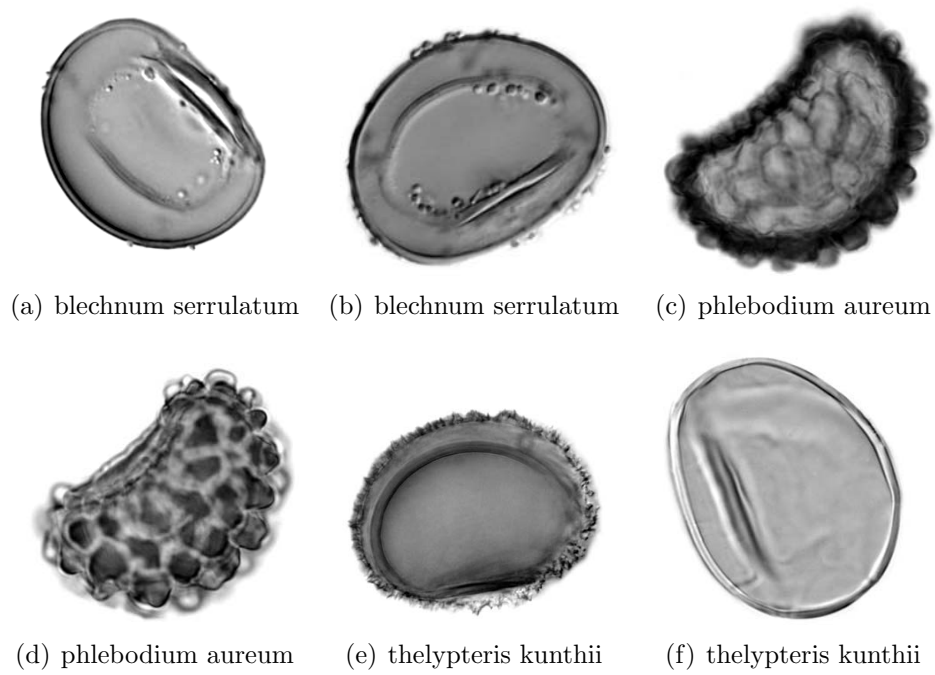 (a) blechnum serrulatum
(b) blechnum serrulatum
(c) phlebodium aureum
(d) phlebodium aureum
(e) thelypteris kunthii
(f) thelypteris kunthii